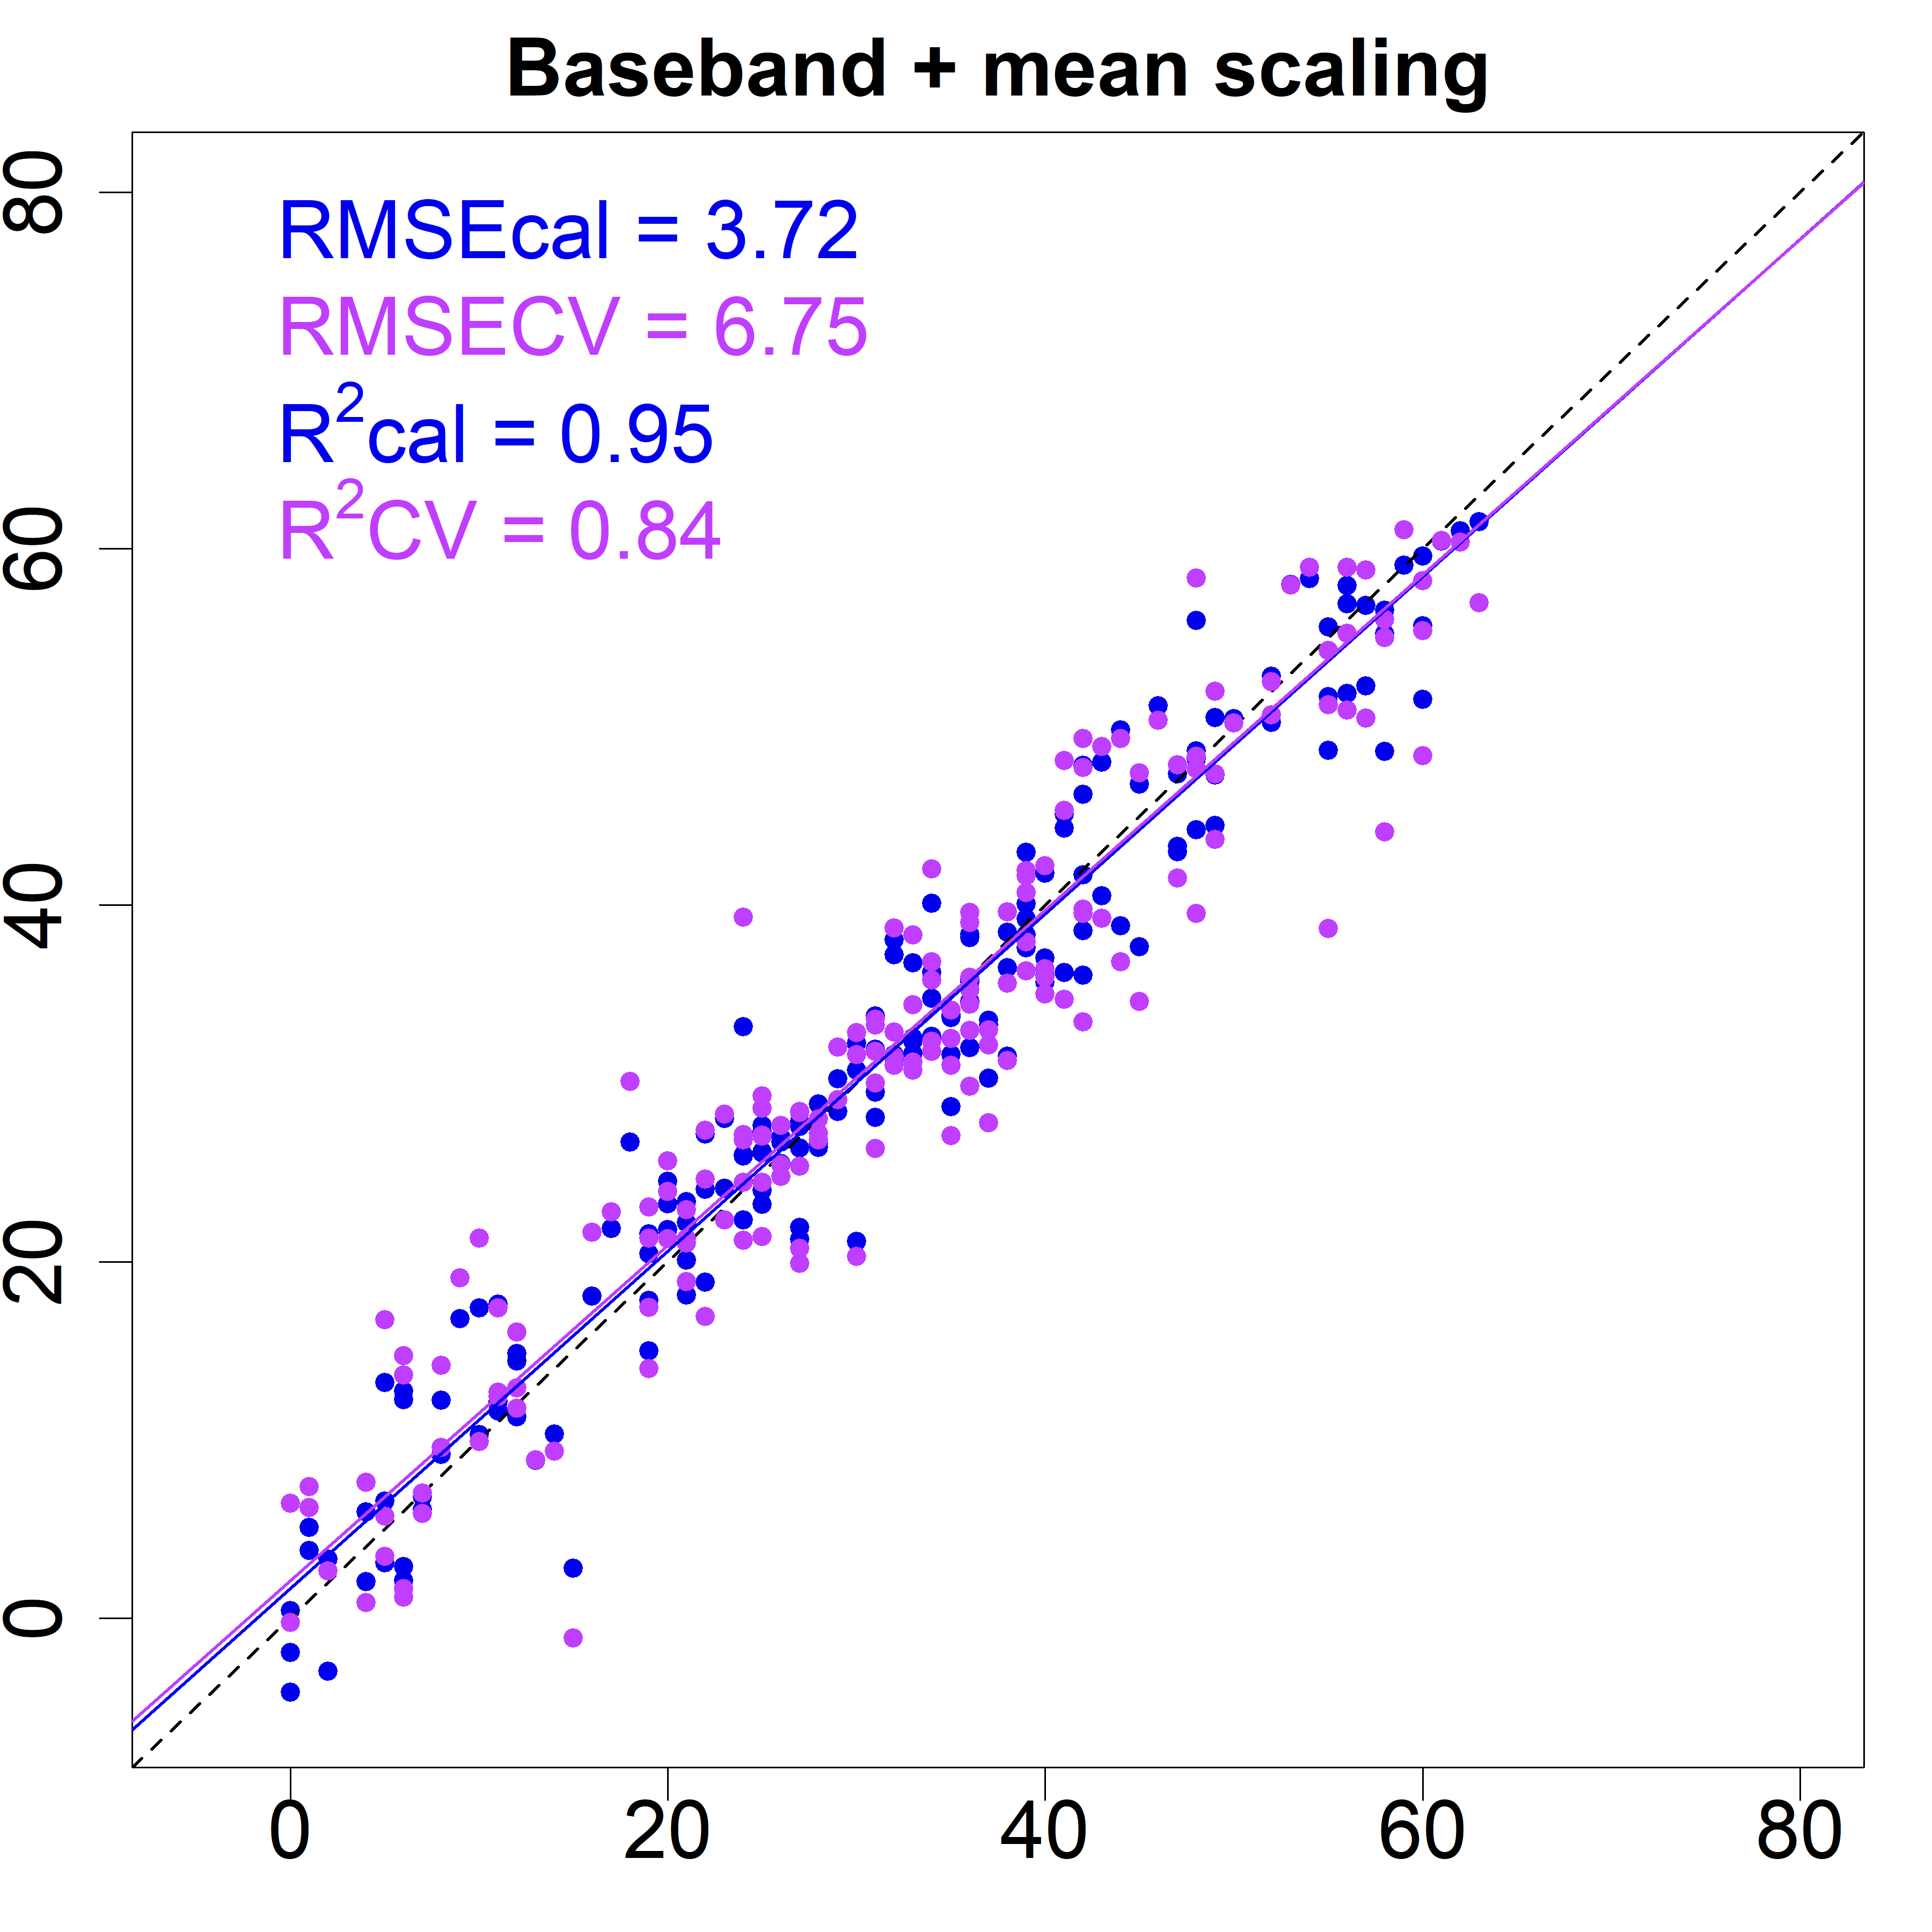 Baseband + mean scaling
80
60
40
20
0
RMSEcal = 3.72
RMSECV = 6.75
R²cal = 0.95
R²CV = 0.84
0 20 40 60 80